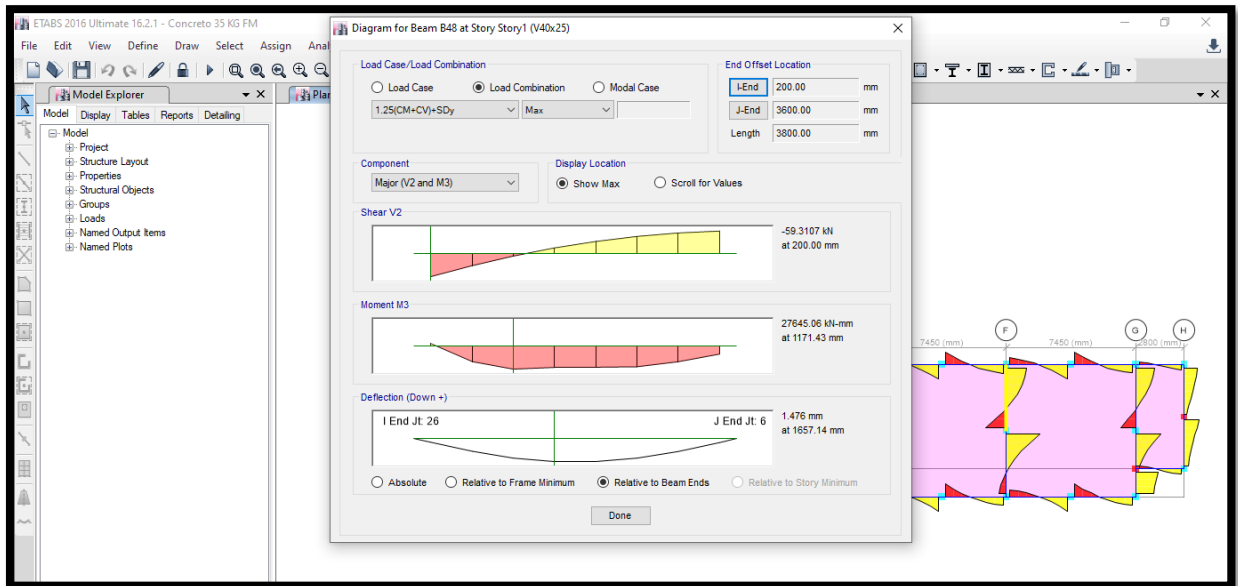 ETABS 2016 Ultimate 16.2.1 - Concreto 35 KG FM
File Edit View Define Draw Select Assign Anal
Model Explorer
Plan
Model Display Tables Reports Detailing
Model
Project
Structure Layout
Properties
Structural Objects
Groups
Loads
Named Output Items
Named Plots
Diagram for Beam B48 at Story Story1 (V40x25)
Load Case/Load Combination
Load Case Load Combination Modal Case
1.25(CM+CV)+SDy Max
End Offset Location
I-End 200.00 mm
J-End 3600.00 mm
Length 3800.00 mm
Component
Major (V2 and M3)
Display Location
Show Max Scroll for Values
Shear V2
-59.3107 kN
at 200.00 mm
Moment M3
27645.06 kN-mm
at 1171.43 mm
Deflection (Down +)
I End Jt: 26 J End Jt: 6
1.476 mm
at 1657.14 mm
Absolute Relative to Frame Minimum Relative to Beam Ends Relative to Story Minimum
Done
F G H
7450 (mm) 7450 (mm) 2800 (mm)